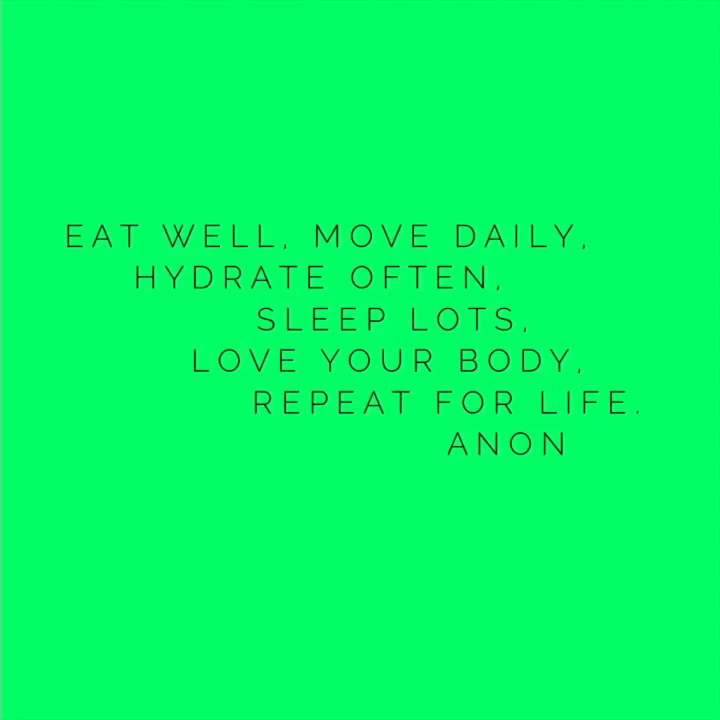 EAT WELL, MOVE DAILY,
HYDRATE OFTEN,
SLEEP LOTS,
LOVE YOUR BODY,
REPEAT FOR LIFE.
ANON